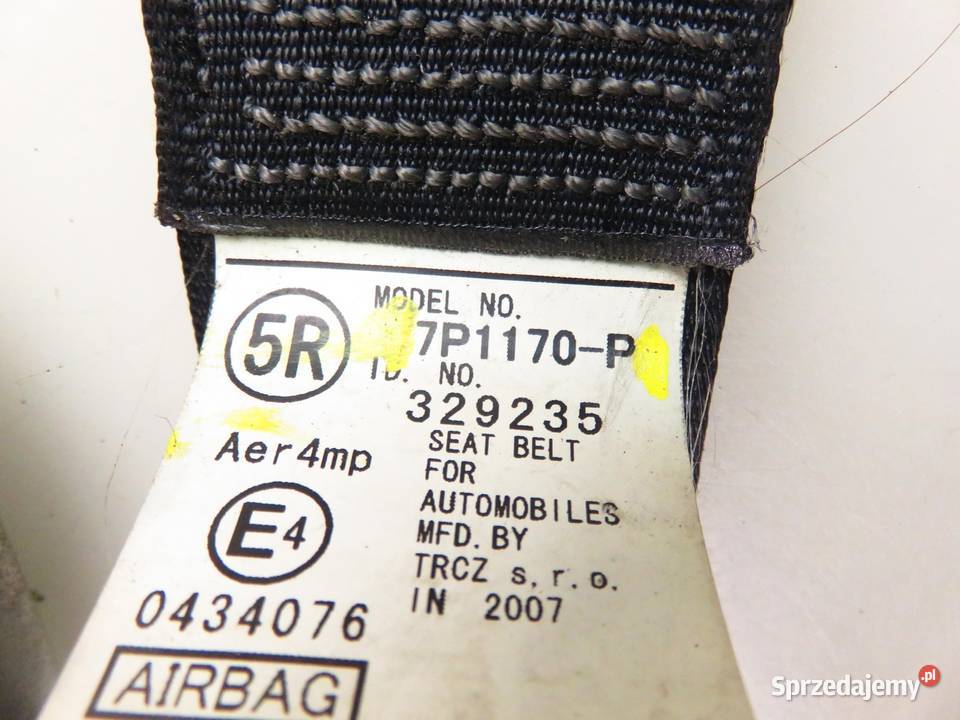 MODEL NO.
5R
7P1170-P
ID. NO.
329235
Aer4mp
SEAT BELT
FOR
AUTOMOBILES
E4
MFD. BY
TRCZ s.r.o.
IN 2007
0434076
AIRBAG
Sprzedajemy.pl